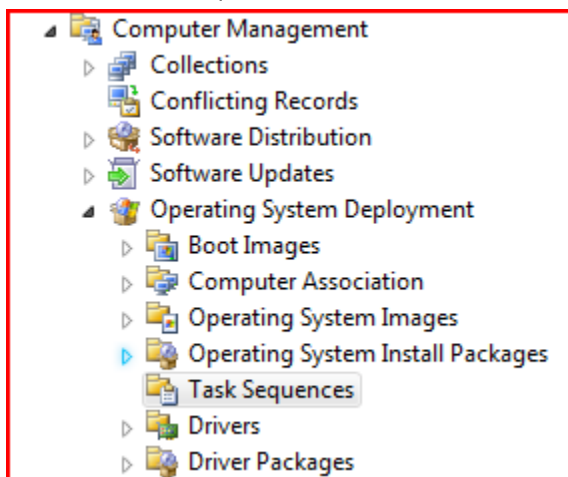 Computer Management
Collections
Conflicting Records
Software Distribution
Software Updates
Operating System Deployment
Boot Images
Computer Association
Operating System Images
Operating System Install Packages
Task Sequences
Drivers
Driver Packages